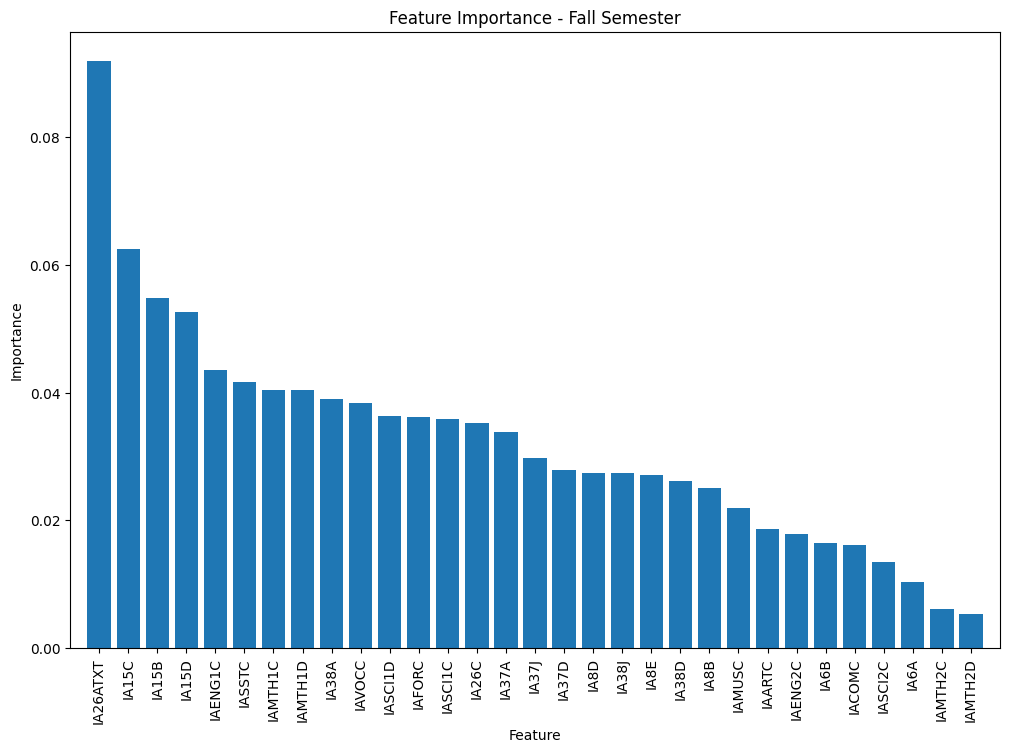 Feature Importance - Fall Semester
Importance
0.08
0.06
0.04
0.02
0.00
IA26ATXT
IA15C
IA15B
IA15D
IAENG1C
IASSTC
IAMTH1C
IAMTH1D
IA38A
IAVOCC
IASCI1D
IAFORC
IASCI1C
IA26C
IA37A
IA37J
IA37D
IA8D
IA38J
IA8E
IA38D
IA8B
IAMUSC
IAARTC
IAENG2C
IA6B
IACOMC
IASCI2C
IA6A
IAMTH2C
IAMTH2D
Feature